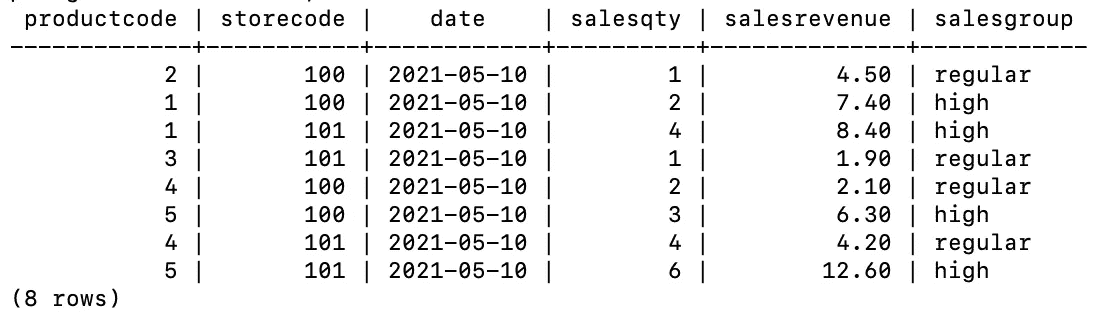 productcode | storecode |    date    | salesqty | salesrevenue | salesgroup
-------------+-----------+------------+----------+--------------+------------
           2 |       100 | 2021-05-10 |        1 |         4.50 | regular
           1 |       100 | 2021-05-10 |        2 |         7.40 | high
           1 |       101 | 2021-05-10 |        4 |         8.40 | high
           3 |       101 | 2021-05-10 |        1 |         1.90 | regular
           4 |       100 | 2021-05-10 |        2 |         2.10 | regular
           5 |       100 | 2021-05-10 |        3 |         6.30 | high
           4 |       101 | 2021-05-10 |        4 |         4.20 | regular
           5 |       101 | 2021-05-10 |        6 |        12.60 | high
(8 rows)